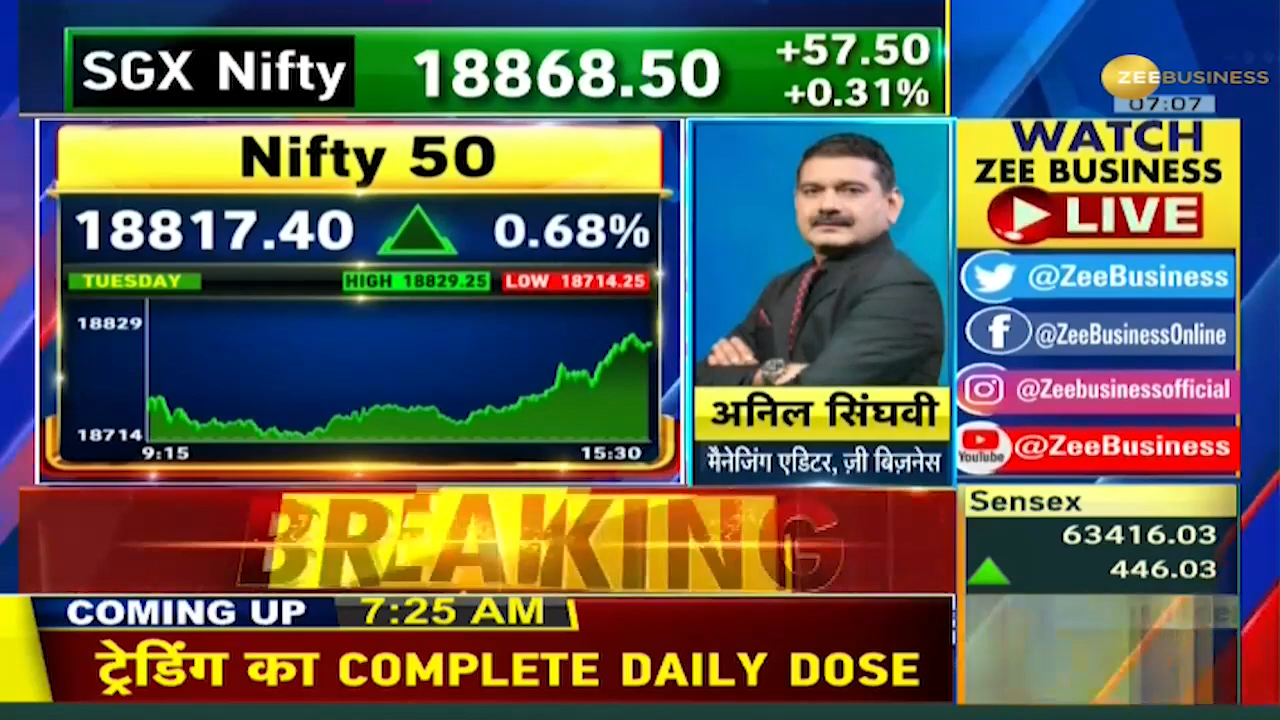 SGX Nifty
18868.50
+57.50
+0.31%
ZEEBUSINESS
07:07
Nifty 50
18817.40
0.68%
TUESDAY
HIGH 18829.25
LOW 18714.25
18829
18714
9:15
15:30
अनिल सिंघवी
मैनेजिंग एडिटर, ज़ी बिज़नेस
WATCH
ZEE BUSINESS
LIVE
@ZeeBusiness
@ZeeBusinessOnline
@Zeebusinessofficial
YouTube
@ZeeBusiness
Sensex
63416.03
446.03
BREAKING
COMING UP
7:25 AM
ट्रेडिंग का COMPLETE DAILY DOSE